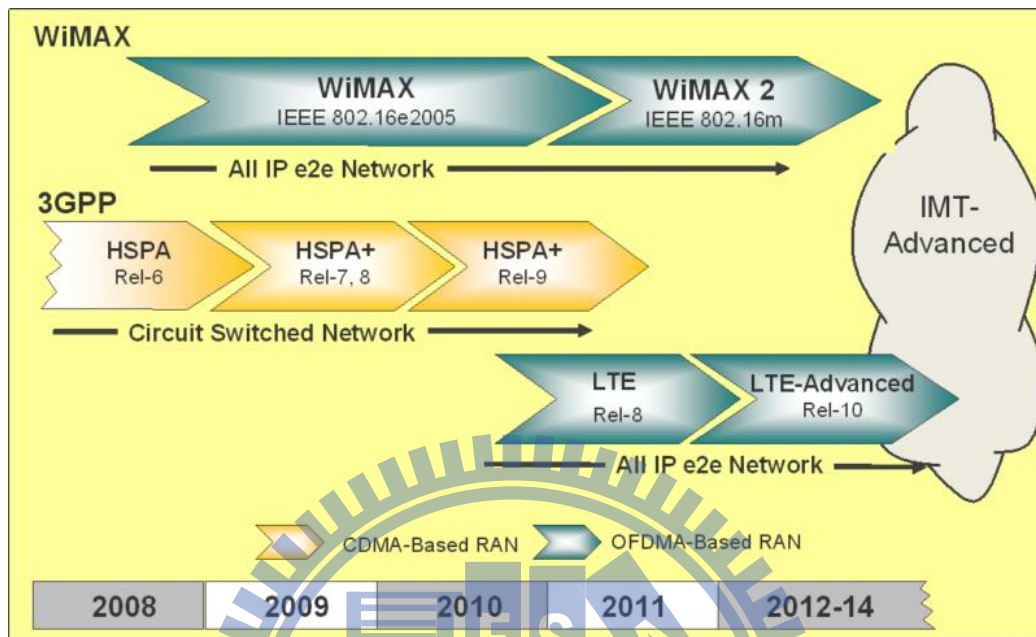 WiMAX
WiMAX
IEEE 802.16e2005
WiMAX 2
IEEE 802.16m
All IP e2e Network
3GPP
IMT-
Advanced
HSPA
Rel-6
HSPA+
Rel-7, 8
HSPA+
Rel-9
Circuit Switched Network
LTE
Rel-8
LTE-Advanced
Rel-10
All IP e2e Network
CDMA-Based RAN
OFDMA-Based RAN
2008
2009
2010
2011
2012-14